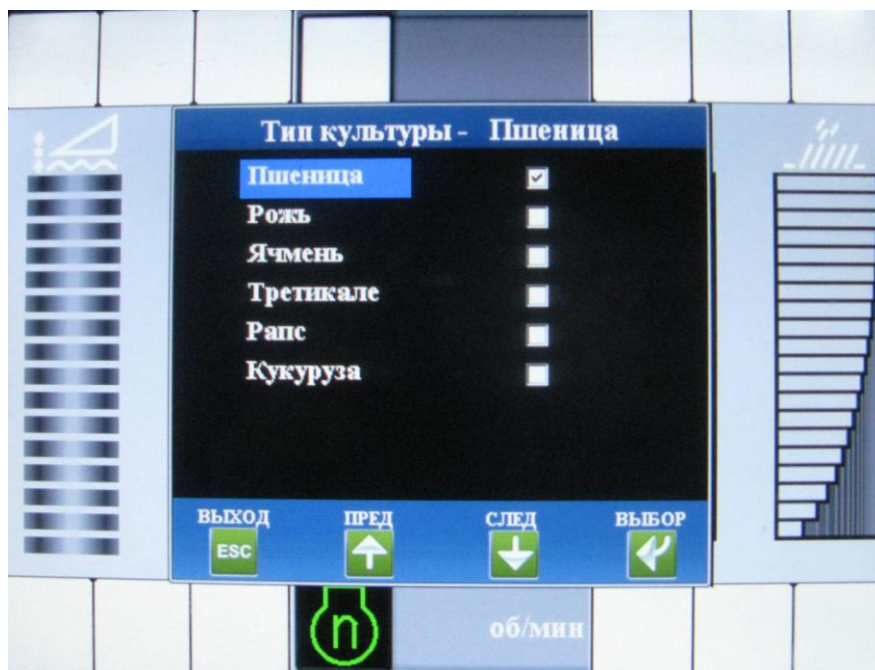 Тип культуры - Пшеница
Пшеница
Рожь
Ячмень
Третикале
Рапс
Кукуруза
ВЫХОД ПРЕД СЛЕД ВЫБОР
ESC
n об/мин